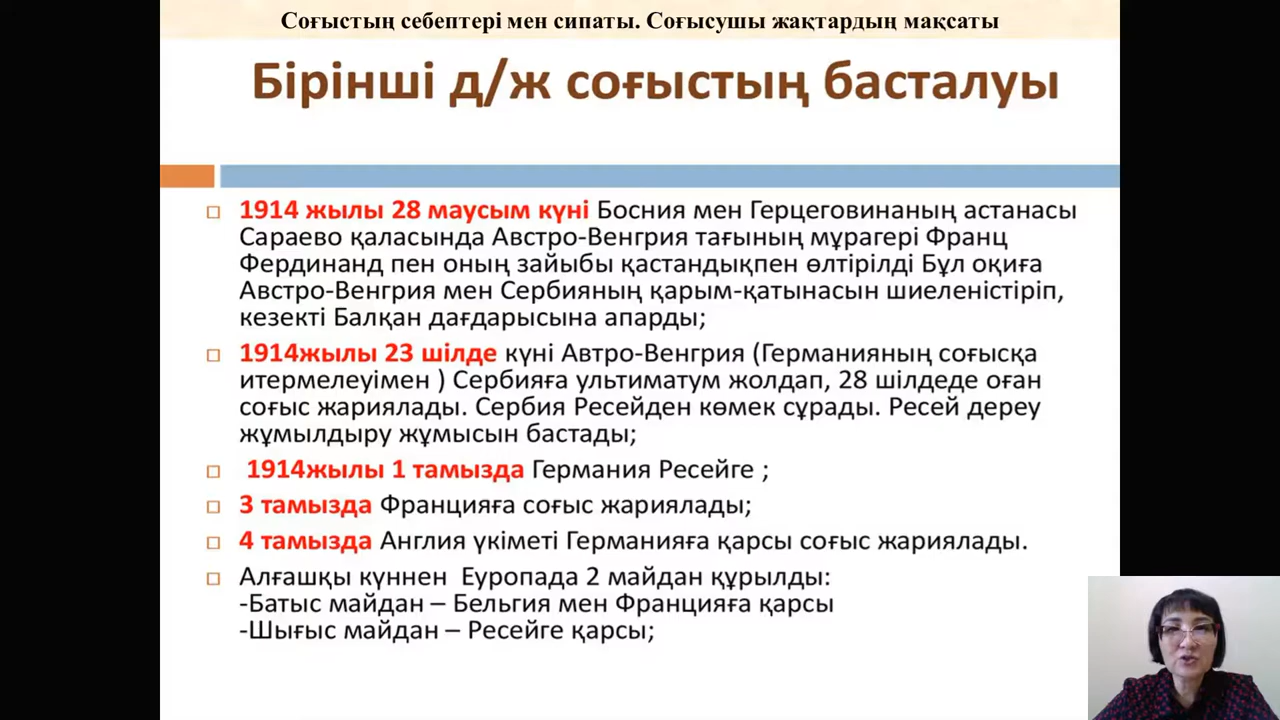 Соғыстың себептері мен сипаты. Соғысушы жақтардың мақсаты
Бірінші д/ж соғыстың басталуы
1914 жылы 28 маусым күні Босния мен Герцеговинаның астанасы
Сараево қаласында Австро-Венгрия тағының мұрагері Франц
Фердинанд пен оның зайыбы қастандықпен өлтірілді Бұл оқиға
Австро-Венгрия мен Сербияның қарым-қатынасын шиеленістіріп,
кезекті Балқан дағдарысына апарды;
1914жылы 23 шілде күні Автро-Венгрия (Германияның соғысқа
итермелеуімен ) Сербияға ультиматум жолдап, 28 шілдеде оған
соғыс жариялады. Сербия Ресейден көмек сұрады. Ресей дереу
жұмылдыру жұмысын бастады;
1914жылы 1 тамызда Германия Ресейге ;
3 тамызда Францияға соғыс жариялады;
4 тамызда Англия үкіметі Германияға қарсы соғыс жариялады.
Алғашқы күннен Еуропада 2 майдан құрылды:
-Батыс майдан – Бельгия мен Францияға қарсы
-Шығыс майдан – Ресейге қарсы;